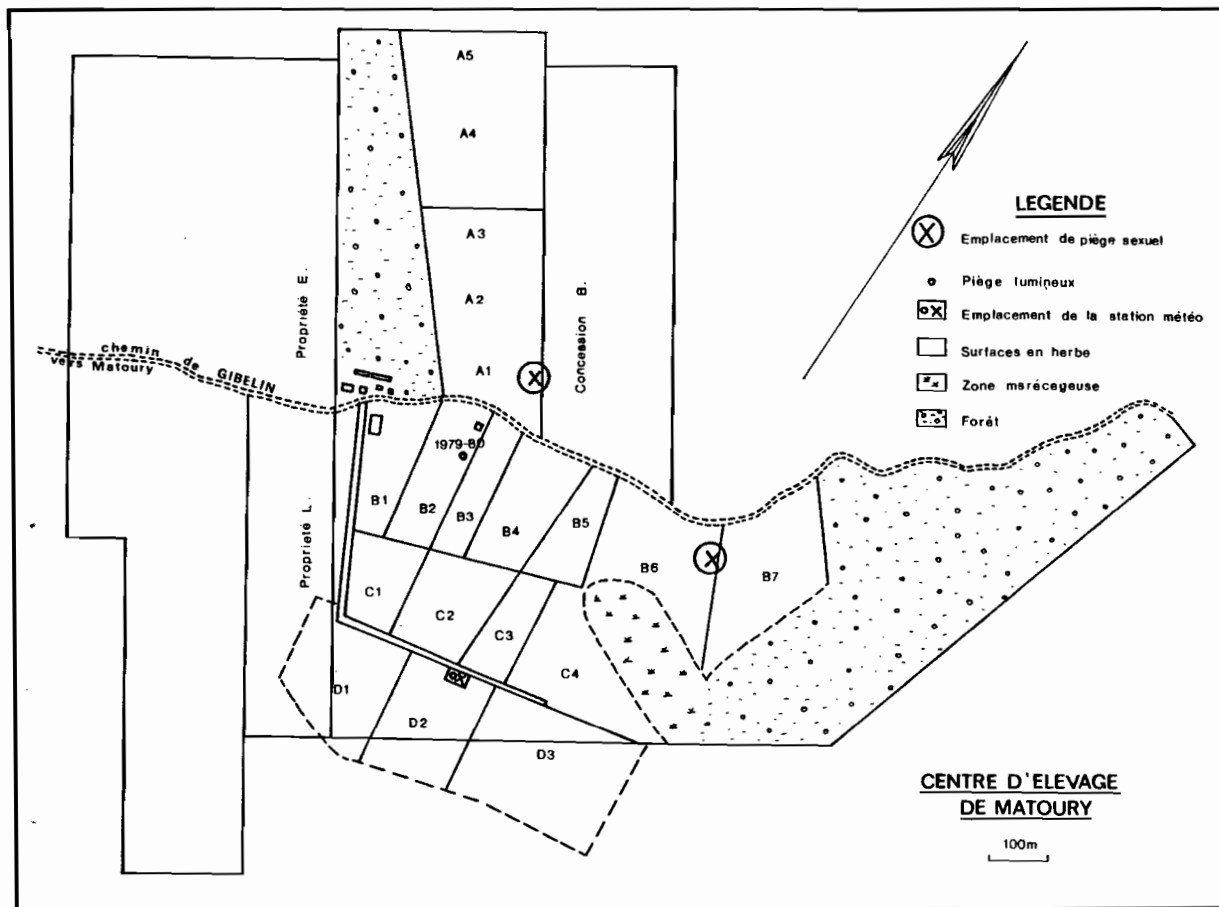 A5
A4
A3
A2
A1
Propriété E.
Concession B.
chemin de GIBELIN
vers Matoury
1979-80
B1
B2
B3
B4
B5
B6
B7
Propriété L.
C1
C2
C3
C4
D1
D2
D3
LEGENDE
Emplacement de piège sexuel
Piège lumineux
Emplacement de la station météo
Surfaces en herbe
Zone msrécegeuse
Forét
CENTRE D'ELEVAGE
DE MATOURY
100m